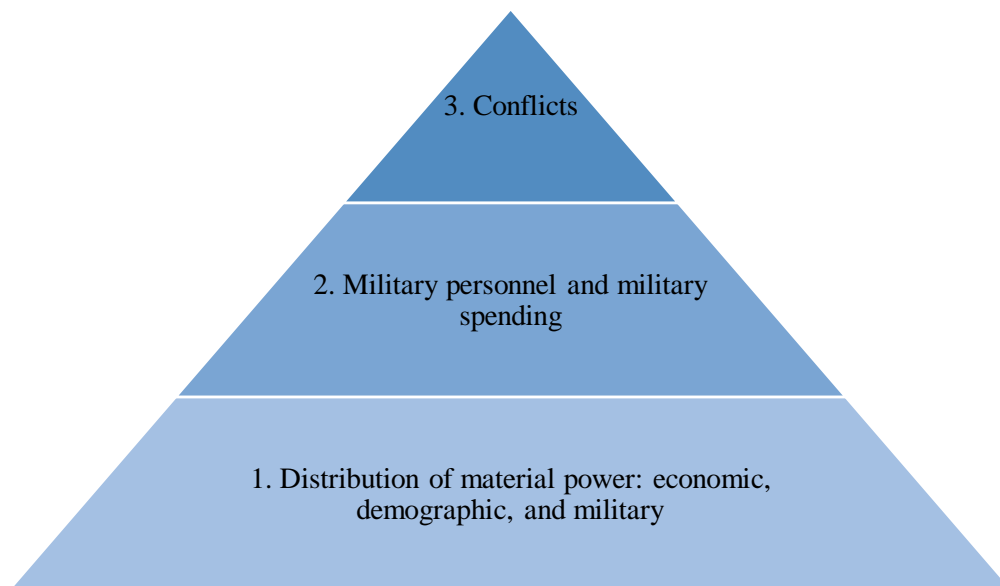 3. Conflicts
2. Military personnel and military
spending
1. Distribution of material power: economic,
demographic, and military